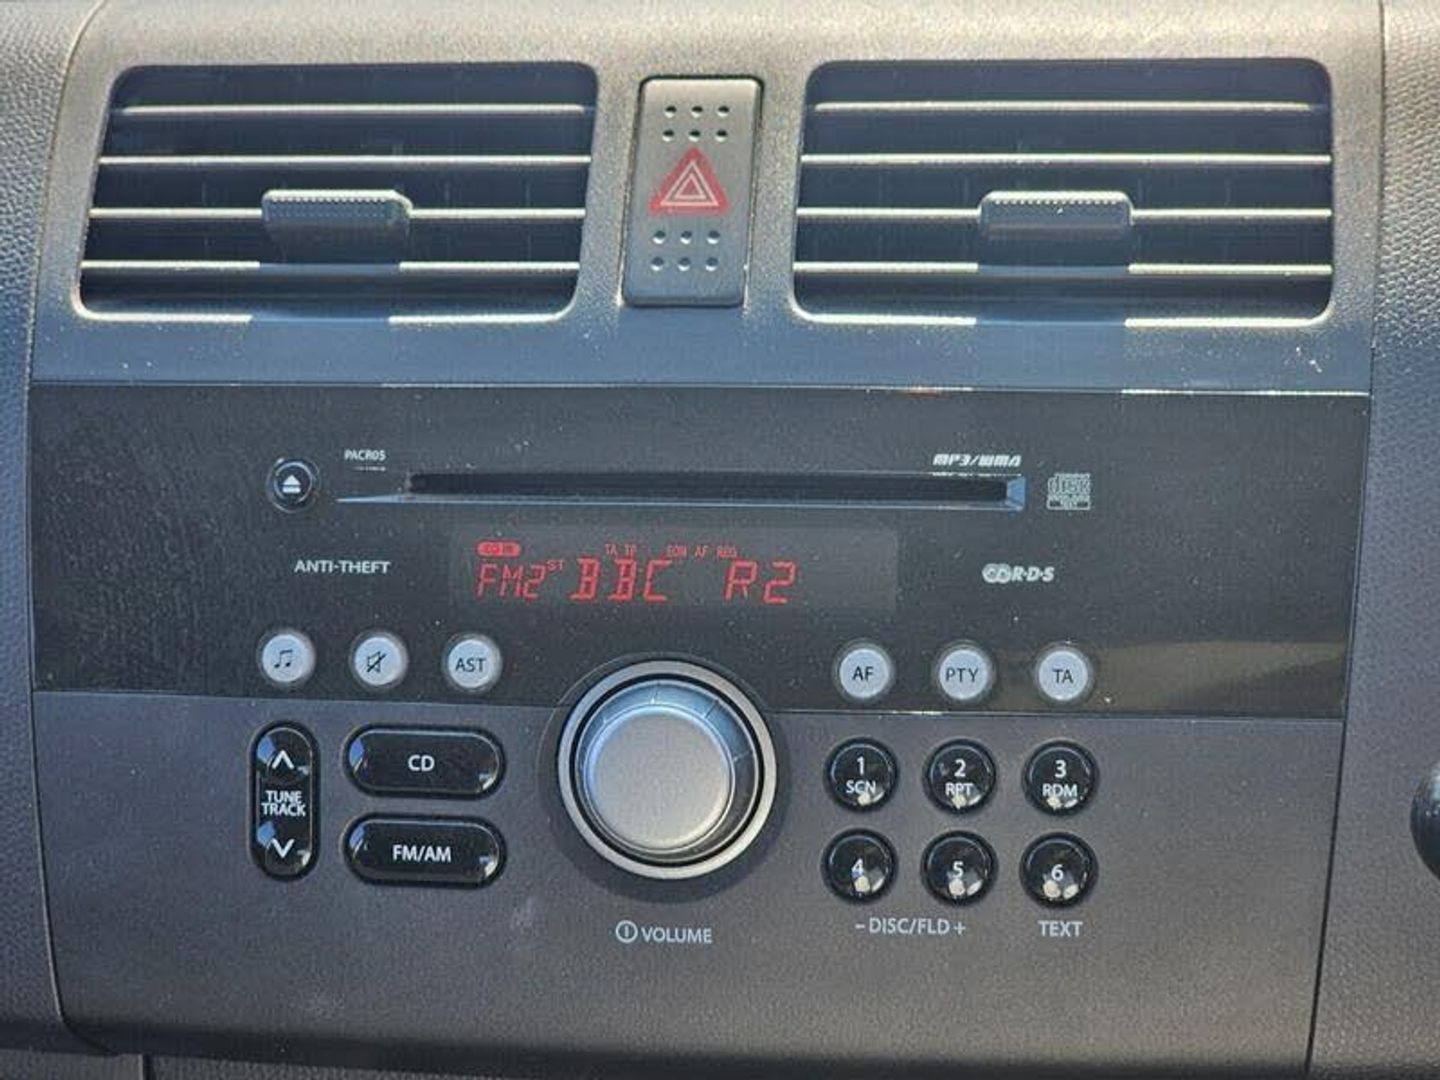 PACR05
MP3/WMA
ANTI-THEFT
TA TP EON AF RDS
FM2 ST BBC R2
R·D·S
AST
AF
PTY
TA
TUNE
TRACK
CD
FM/AM
VOLUME
1
SCN
2
RPT
3
RDM
4
5
6
– DISC/FLD +
TEXT